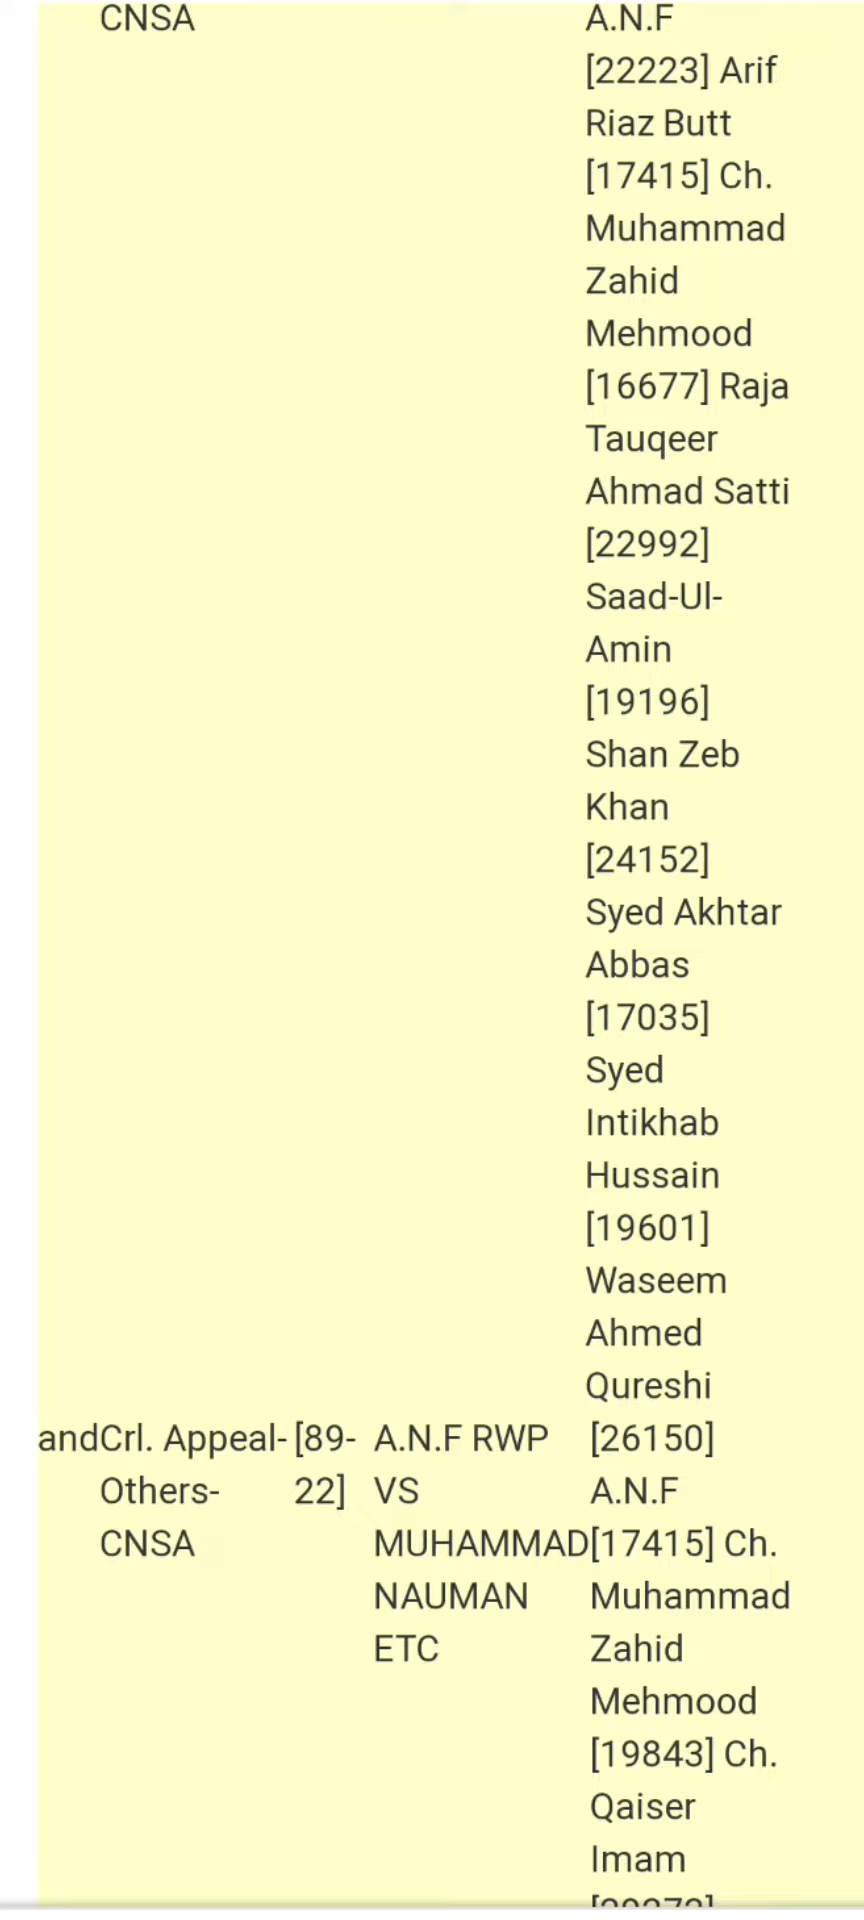 CNSA A.N.F
[22223] Arif
Riaz Butt
[17415] Ch.
Muhammad
Zahid
Mehmood
[16677] Raja
Tauqeer
Ahmad Satti
[22992]
Saad-Ul-
Amin
[19196]
Shan Zeb
Khan
[24152]
Syed Akhtar
Abbas
[17035]
Syed
Intikhab
Hussain
[19601]
Waseem
Ahmed
Qureshi
andCrl. Appeal- [89- A.N.F RWP [26150]
Others- 22] VS A.N.F
CNSA MUHAMMAD[17415] Ch.
NAUMAN Muhammad
ETC Zahid
Mehmood
[19843] Ch.
Qaiser
Imam